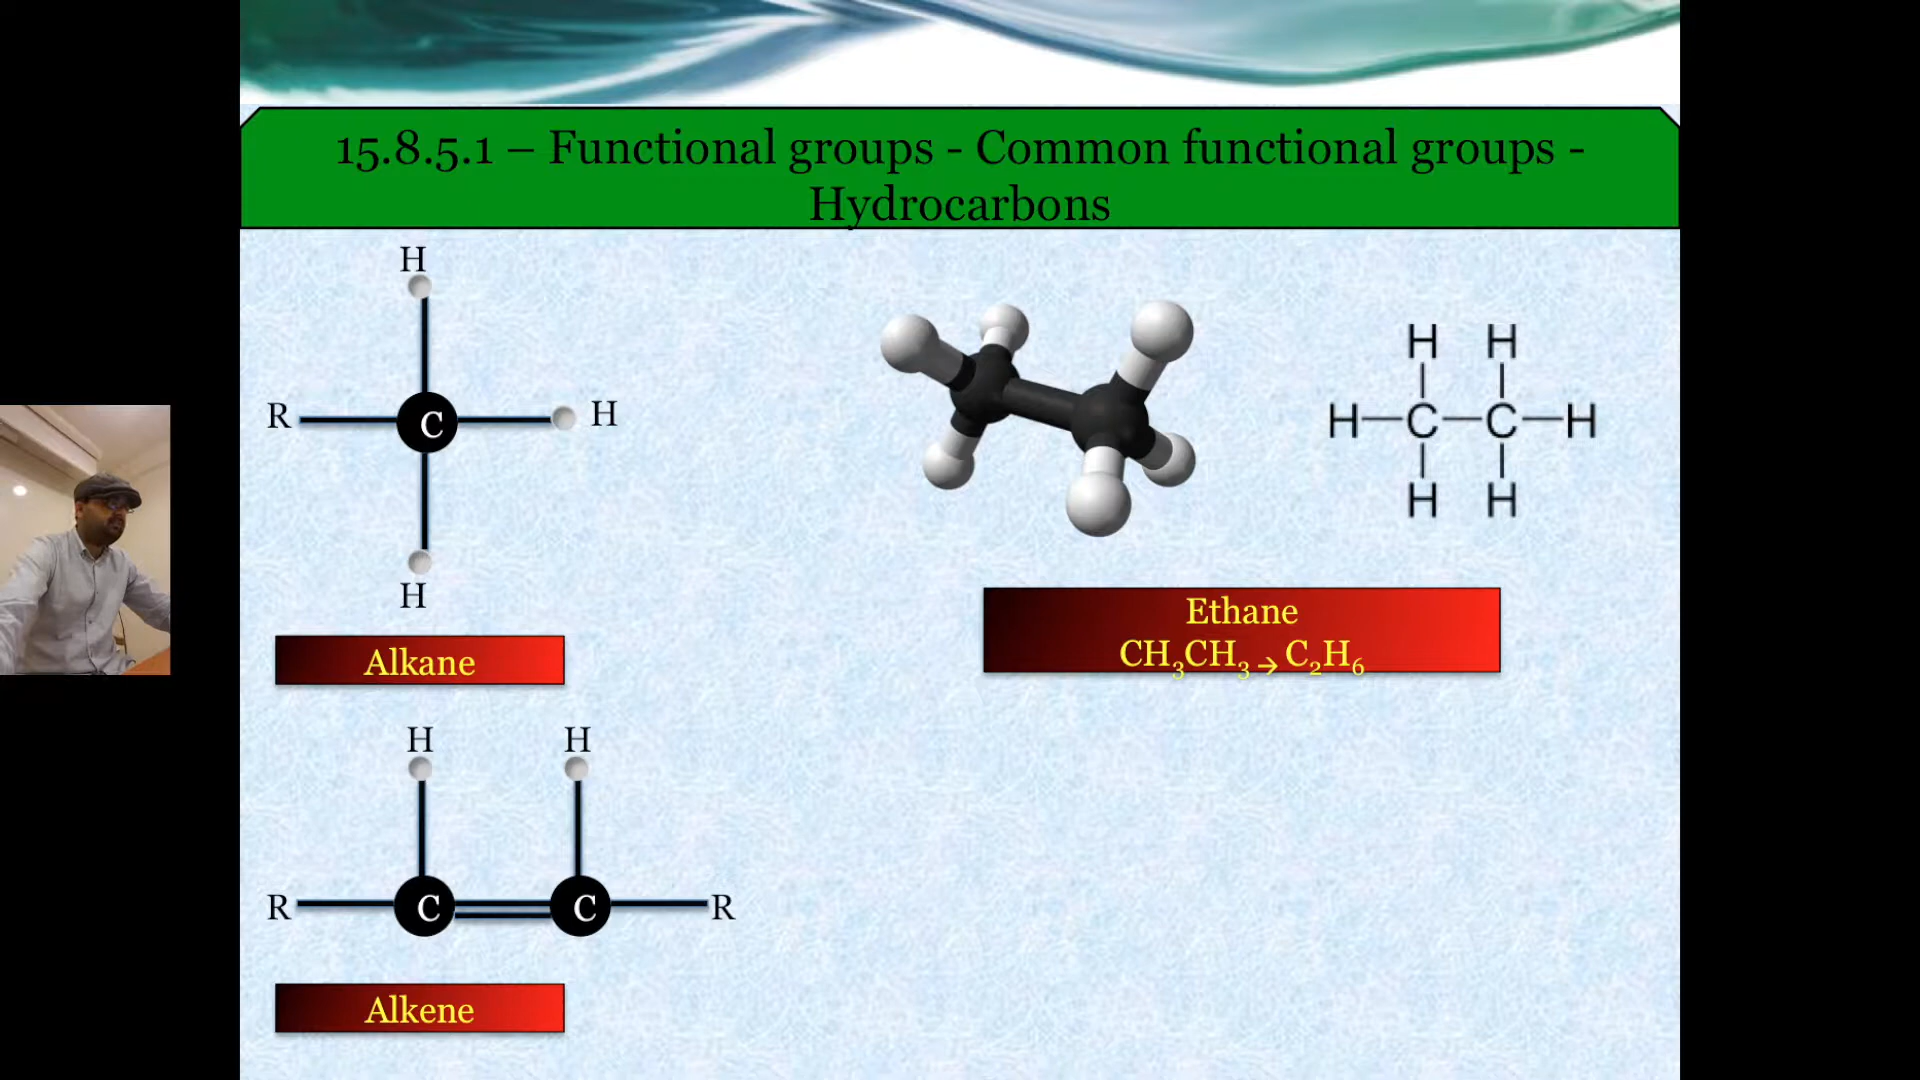 15.8.5.1 – Functional groups - Common functional groups -
Hydrocarbons
H
R C H
H
Alkane
H H
H C C H
H H
Ethane
CH₃CH₃ → C₂H₆
H H
R C C R
Alkene